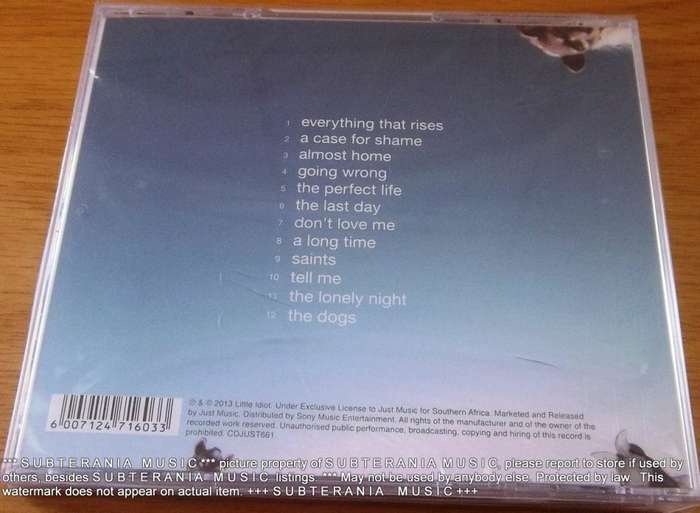 1 everything that rises
2 a case for shame
3 almost home
4 going wrong
5 the perfect life
6 the last day
7 don't love me
8 a long time
9 saints
10 tell me
11 the lonely night
12 the dogs
6 007124 716033
℗ & © 2013 Little Idiot. Under Exclusive License to Just Music for Southern Africa. Marketed and Released
by Just Music. Distributed by Sony Music Entertainment. All rights of the manufacturer and of the owner of the
recorded work reserved. Unauthorised public performance, broadcasting, copying and hiring of this record is
prohibited. CDJUST661
*** S U B T E R A N I A   M U S I C *** picture property of S U B T E R A N I A  M U S I C, please report to store if used by
others, besides S U B T E R A N I A  M U S I C  listings **** May not be used by anybody else. Protected by law.  This
watermark does not appear on actual item. +++ S U B T E R A N I A   M U S I C +++